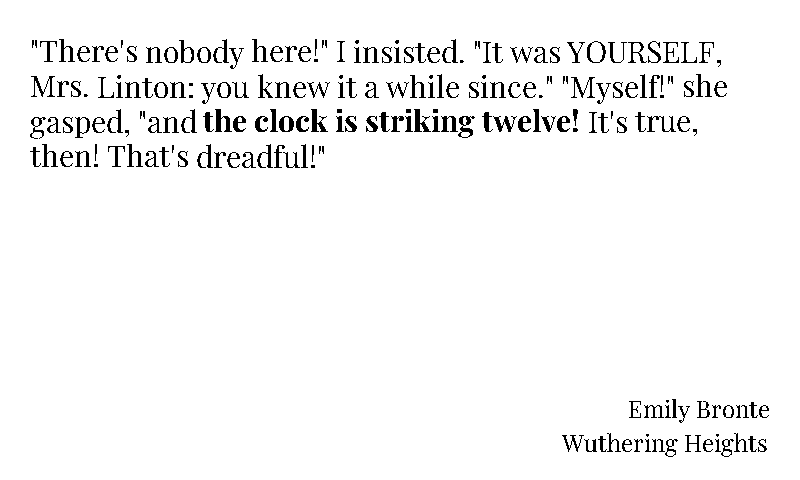 "There's nobody here!" I insisted. "It was YOURSELF,
Mrs. Linton: you knew it a while since." "Myself!" she
gasped, "and the clock is striking twelve! It's true,
then! That's dreadful!"
Emily Bronte
Wuthering Heights